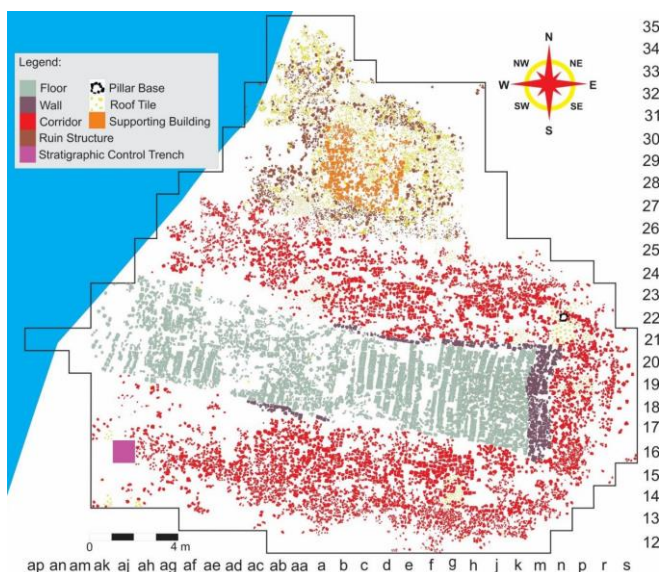 Legend:
Floor
Wall
Corridor
Ruin Structure
Stratigraphic Control Trench
Pillar Base
Roof Tile
Supporting Building
N
NW NE
W E
SW SE
S
35
34
33
32
31
30
29
28
27
26
25
24
23
22
21
20
19
18
17
16
15
14
13
12
0 4 m
ap an am ak aj ah ag af ae ad ac ab aa a b c d e f g h j k m n p r s